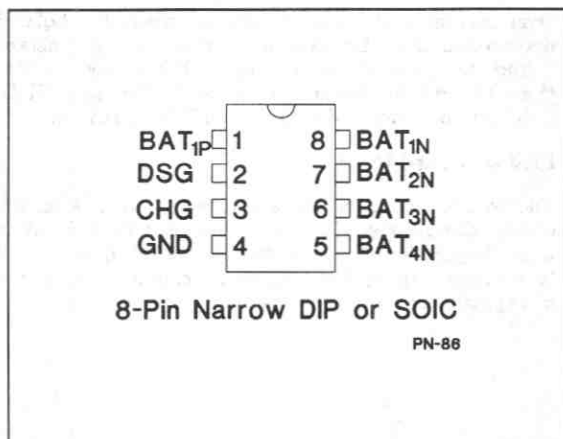 BAT1P 1 8 BAT1N
DSG 2 7 BAT2N
CHG 3 6 BAT3N
GND 4 5 BAT4N
8-Pin Narrow DIP or SOIC
PN-86